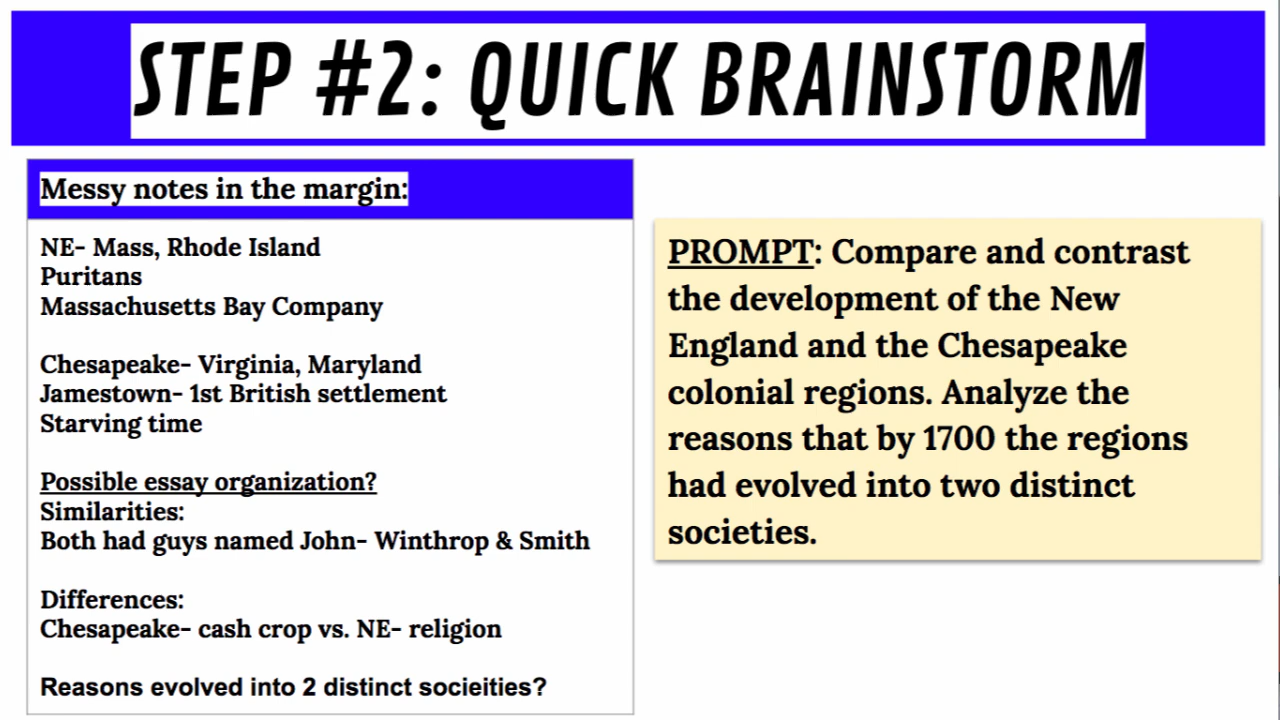 STEP #2: QUICK BRAINSTORM
Messy notes in the margin:
NE- Mass, Rhode Island
Puritans
Massachusetts Bay Company
Chesapeake- Virginia, Maryland
Jamestown- 1st British settlement
Starving time
Possible essay organization?
Similarities:
Both had guys named John- Winthrop & Smith
Differences:
Chesapeake- cash crop vs. NE- religion
Reasons evolved into 2 distinct socieities?
PROMPT: Compare and contrast
the development of the New
England and the Chesapeake
colonial regions. Analyze the
reasons that by 1700 the regions
had evolved into two distinct
societies.